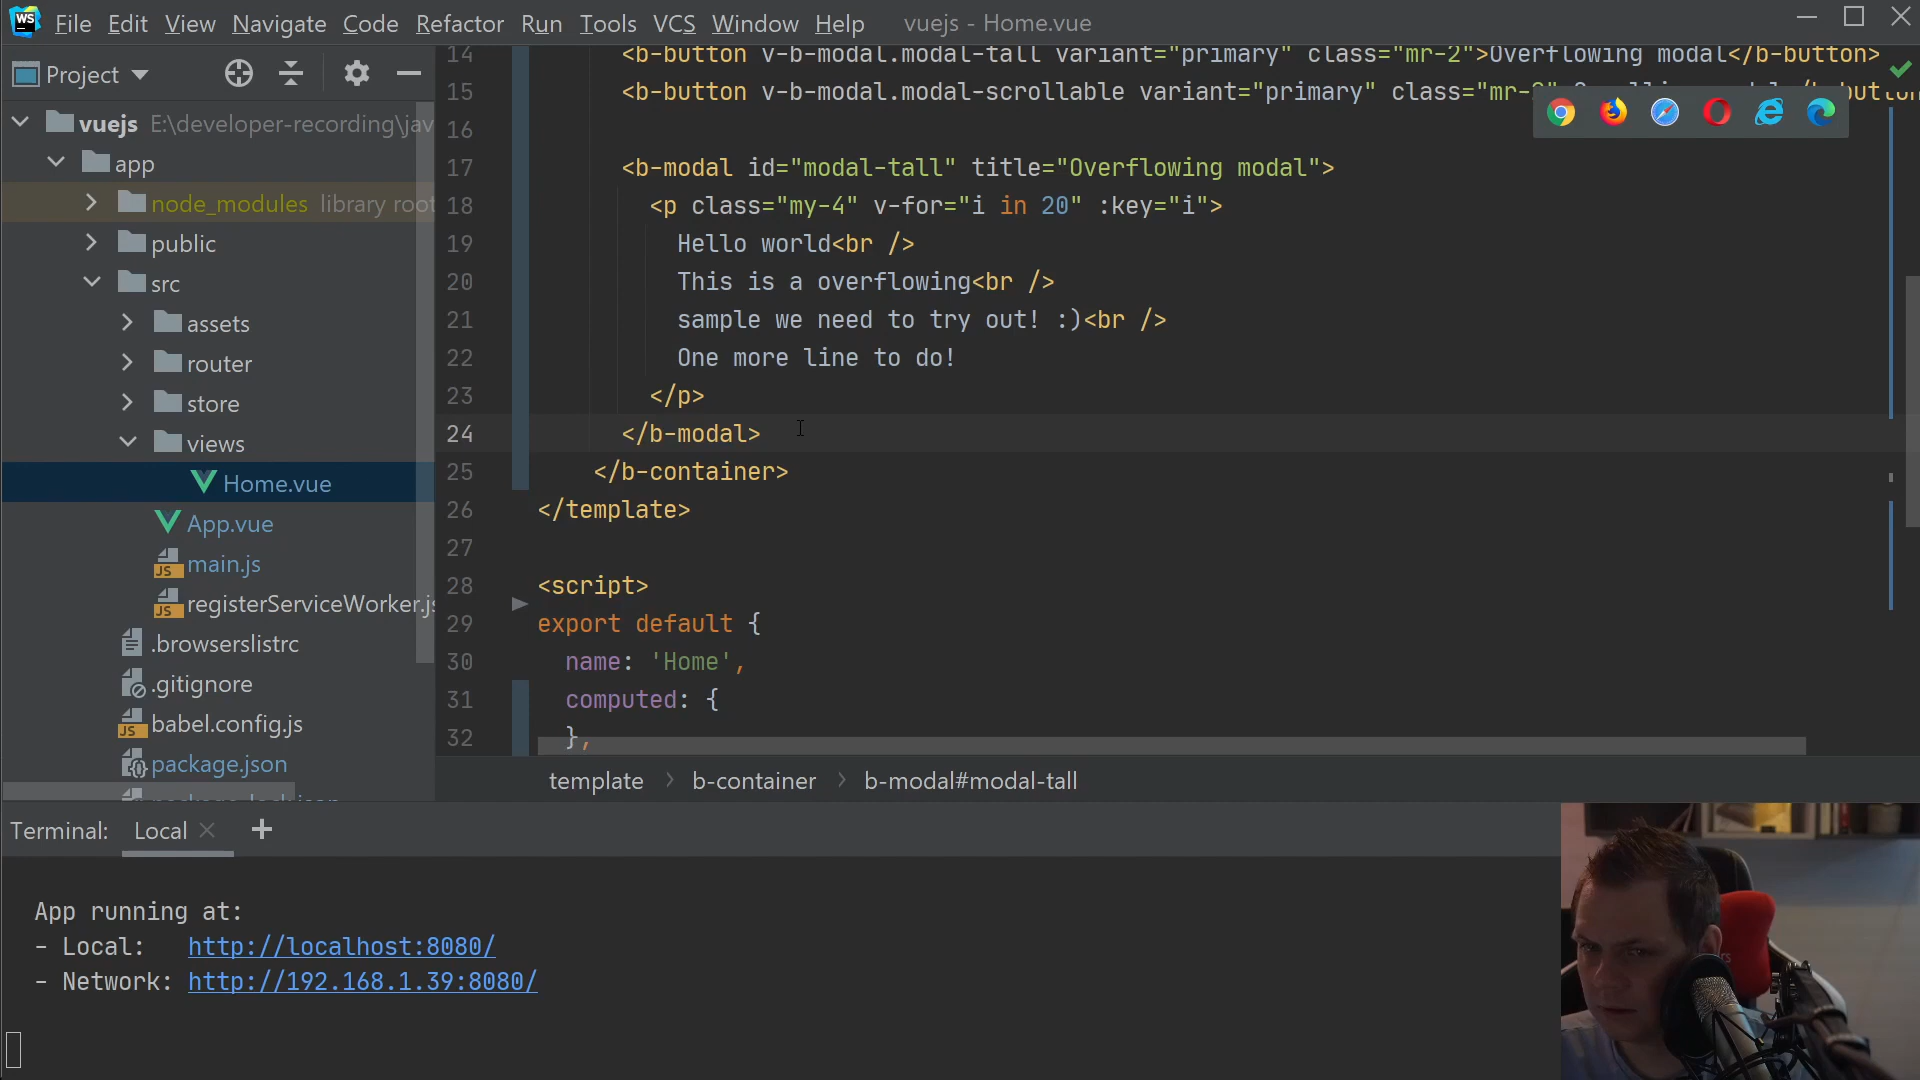 WS File Edit View Navigate Code Refactor Run Tools VCS Window Help vuejs - Home.vue
Project
vuejs E:\developer-recording\jav
app
node_modules library root
public
src
assets
router
store
views
Home.vue
App.vue
JS main.js
JS registerServiceWorker.js
.browserslistrc
.gitignore
JS babel.config.js
package.json
14 <b-button v-b-modal.modal-tall variant="primary" class="mr-2">Overflowing modal</b-button>
15 <b-button v-b-modal.modal-scrollable variant="primary" class="mr-
16
17 <b-modal id="modal-tall" title="Overflowing modal">
18 <p class="my-4" v-for="i in 20" :key="i">
19 Hello world<br />
20 This is a overflowing<br />
21 sample we need to try out! :)<br />
22 One more line to do!
23 </p>
24 </b-modal>
25 </b-container>
26 </template>
27
28 <script>
29 export default {
30 name: 'Home',
31 computed: {
32 },
template b-container b-modal#modal-tall
Terminal: Local
App running at:
- Local: http://localhost:8080/
- Network: http://192.168.1.39:8080/